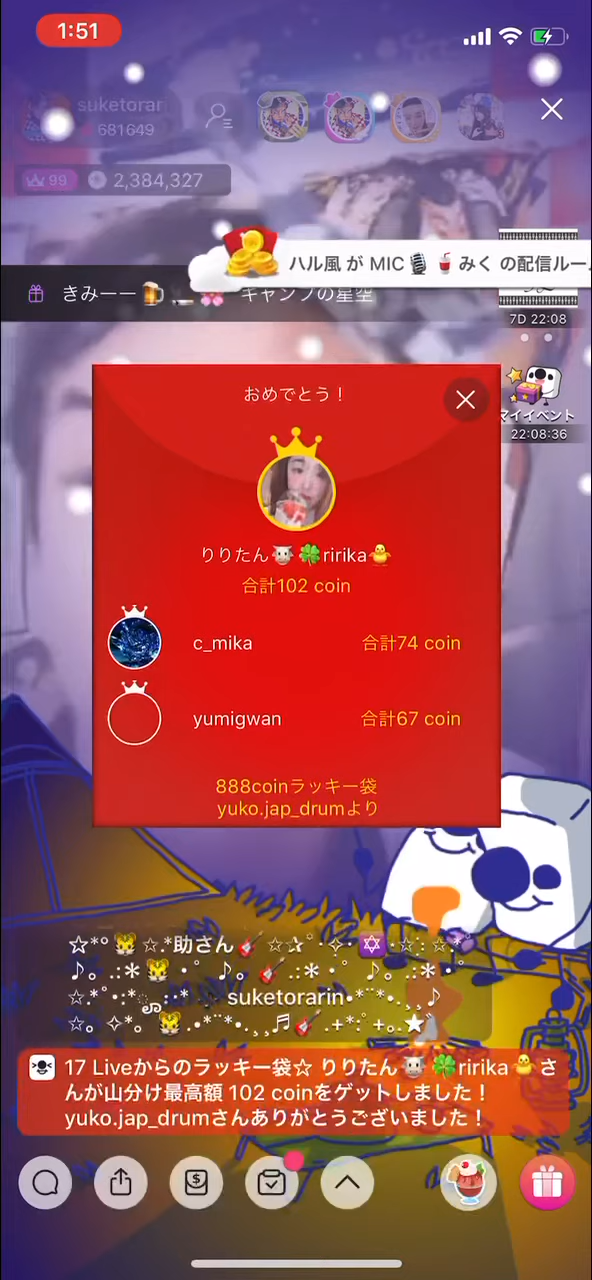 1:51
suketorari
681649
99 2,384,327
ハル風 が MIC🎙️🥤みく の配信ルー
きみーー🍺 キャンプの星空
7D 22:08
マイイベント
22:08:36
おめでとう！
りりたん🐮🍀ririka🐥
合計102 coin
c_mika 合計74 coin
yumigwan 合計67 coin
888coinラッキー袋
yuko.jap_drumより
助さん
suketorarin
17 Liveからのラッキー袋☆ りりたん🐮🍀ririka🐥さ
んが山分け最高額 102 coinをゲットしました！
yuko.jap_drumさんありがとうございました！